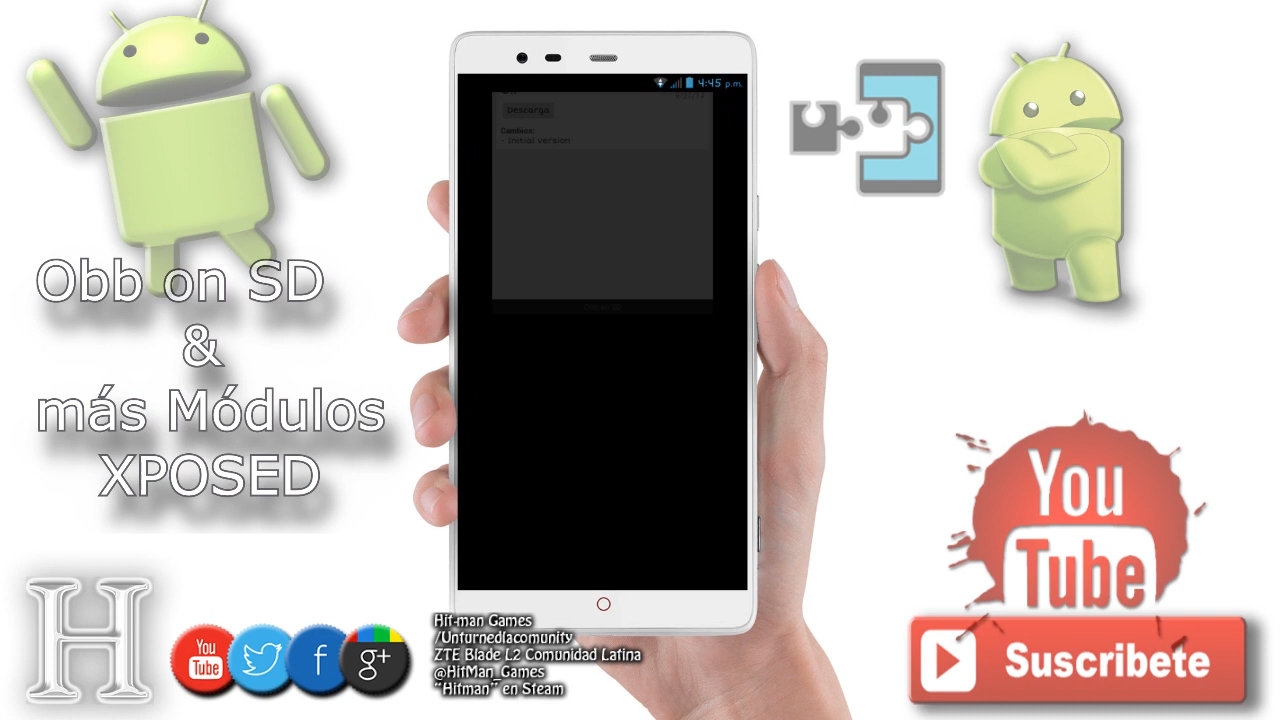 4:45 p.m.
Descarga
Cambios:
- Initial version
Obb on SD
&
más Módulos
XPOSED
You
Tube
Suscribete
H
You
Tube
f
g+
Hit-man Games
/Unturnedlacomunity
ZTE Blade L2 Comunidad Latina
@HitMan_Games
"Hitman" en Steam